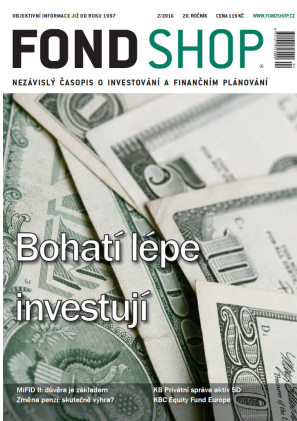 OBJEKTIVNÍ INFORMACE JIŽ OD ROKU 1997 2/2016 20. ROČNÍK CENA 119 KČ WWW.FONDSHOP.CZ
FOND SHOP
NEZÁVISLÝ ČASOPIS O INVESTOVÁNÍ A FINANČNÍM PLÁNOVÁNÍ
Bohatí lépe
investují
MiFID II: důvěra je základem
Změna penzí: skutečně výhra?
KB Privátní správa aktiv 5D
KBC Equity Fund Europe